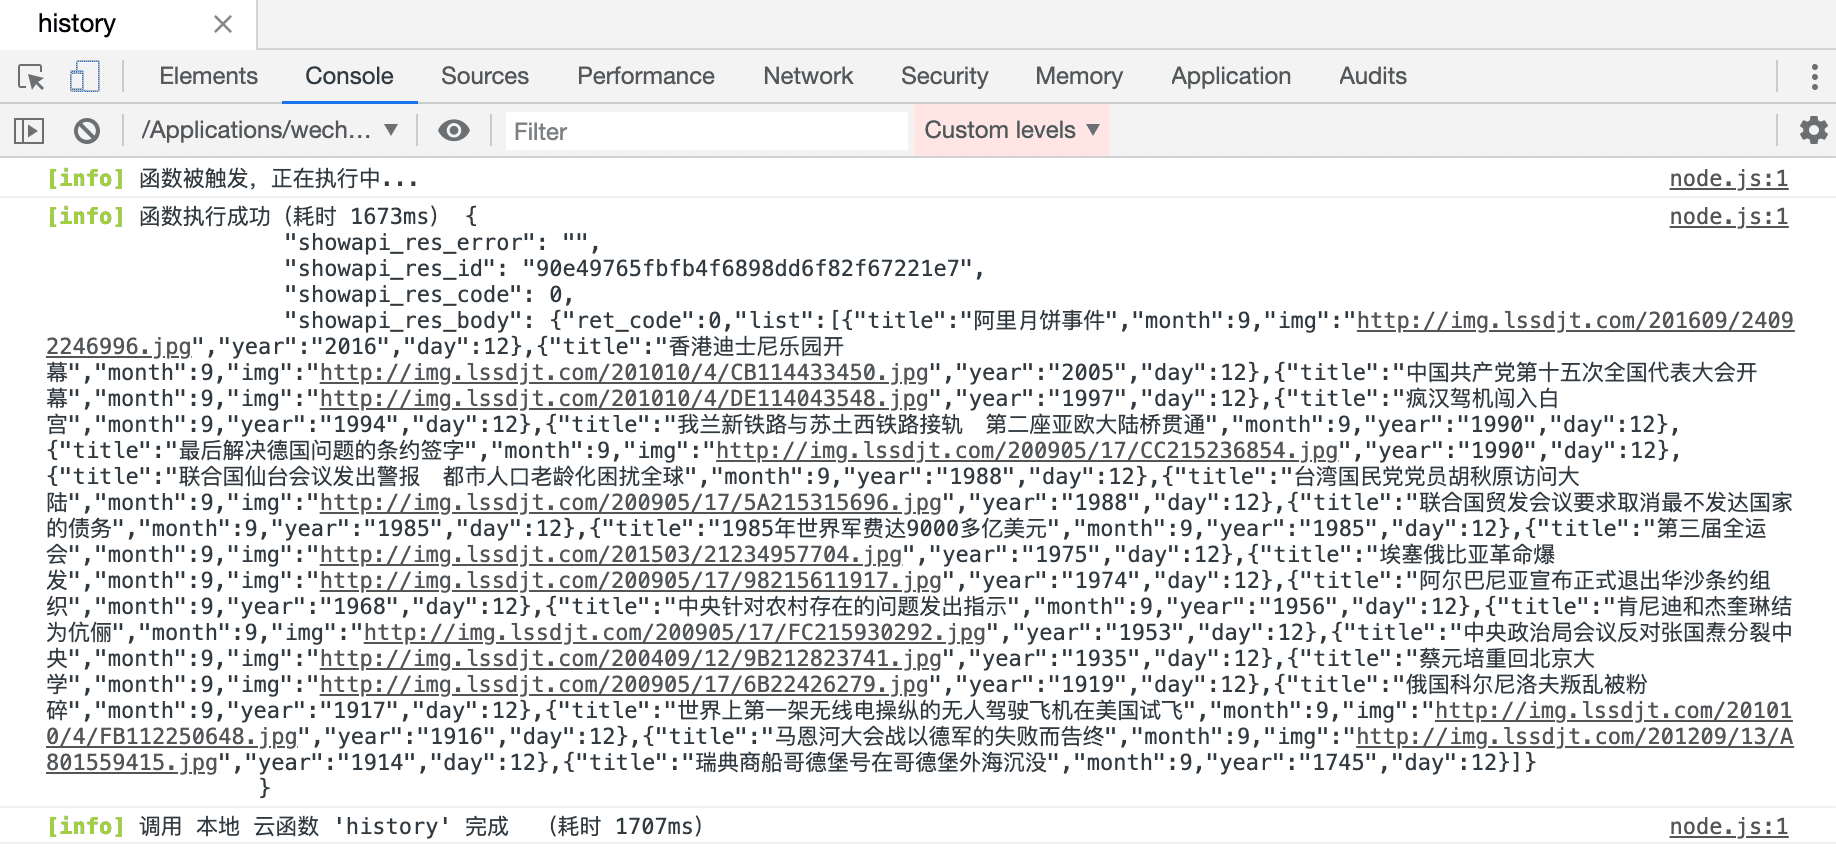 history
Elements Console Sources Performance Network Security Memory Application Audits
/Applications/wech... ▼ Filter Custom levels ▼
[info] 函数被触发，正在执行中... node.js:1
[info] 函数执行成功（耗时 1673ms） { node.js:1
"showapi_res_error": "",
"showapi_res_id": "90e49765fbfb4f6898dd6f82f67221e7",
"showapi_res_code": 0,
"showapi_res_body": {"ret_code":0,"list":[{"title":"阿里月饼事件","month":9,"img":"http://img.lssdjt.com/201609/2409
2246996.jpg","year":"2016","day":12},{"title":"香港迪士尼乐园开
幕","month":9,"img":"http://img.lssdjt.com/201010/4/CB114433450.jpg","year":"2005","day":12},{"title":"中国共产党第十五次全国代表大会开
幕","month":9,"img":"http://img.lssdjt.com/201010/4/DE114043548.jpg","year":"1997","day":12},{"title":"疯汉驾机闯入白
宫","month":9,"year":"1994","day":12},{"title":"我兰新铁路与苏土西铁路接轨　第二座亚欧大陆桥贯通","month":9,"year":"1990","day":12},
{"title":"最后解决德国问题的条约签字","month":9,"img":"http://img.lssdjt.com/200905/17/CC215236854.jpg","year":"1990","day":12},
{"title":"联合国仙台会议发出警报　都市人口老龄化困扰全球","month":9,"year":"1988","day":12},{"title":"台湾国民党党员胡秋原访问大
陆","month":9,"img":"http://img.lssdjt.com/200905/17/5A215315696.jpg","year":"1988","day":12},{"title":"联合国贸发会议要求取消最不发达国家
的债务","month":9,"year":"1985","day":12},{"title":"1985年世界军费达9000多亿美元","month":9,"year":"1985","day":12},{"title":"第三届全运
会","month":9,"img":"http://img.lssdjt.com/201503/21234957704.jpg","year":"1975","day":12},{"title":"埃塞俄比亚革命爆
发","month":9,"img":"http://img.lssdjt.com/200905/17/98215611917.jpg","year":"1974","day":12},{"title":"阿尔巴尼亚宣布正式退出华沙条约组
织","month":9,"year":"1968","day":12},{"title":"中央针对农村存在的问题发出指示","month":9,"year":"1956","day":12},{"title":"肯尼迪和杰奎琳结
为伉俪","month":9,"img":"http://img.lssdjt.com/200905/17/FC215930292.jpg","year":"1953","day":12},{"title":"中央政治局会议反对张国焘分裂中
央","month":9,"img":"http://img.lssdjt.com/200409/12/9B212823741.jpg","year":"1935","day":12},{"title":"蔡元培重回北京大
学","month":9,"img":"http://img.lssdjt.com/200905/17/6B22426279.jpg","year":"1919","day":12},{"title":"俄国科尔尼洛夫叛乱被粉
碎","month":9,"year":"1917","day":12},{"title":"世界上第一架无线电操纵的无人驾驶飞机在美国试飞","month":9,"img":"http://img.lssdjt.com/20101
0/4/FB112250648.jpg","year":"1916","day":12},{"title":"马恩河大会战以德军的失败而告终","month":9,"img":"http://img.lssdjt.com/201209/13/A
801559415.jpg","year":"1914","day":12},{"title":"瑞典商船哥德堡号在哥德堡外海沉没","month":9,"year":"1745","day":12}]}
}
[info] 调用 本地 云函数 'history' 完成 （耗时 1707ms） node.js:1